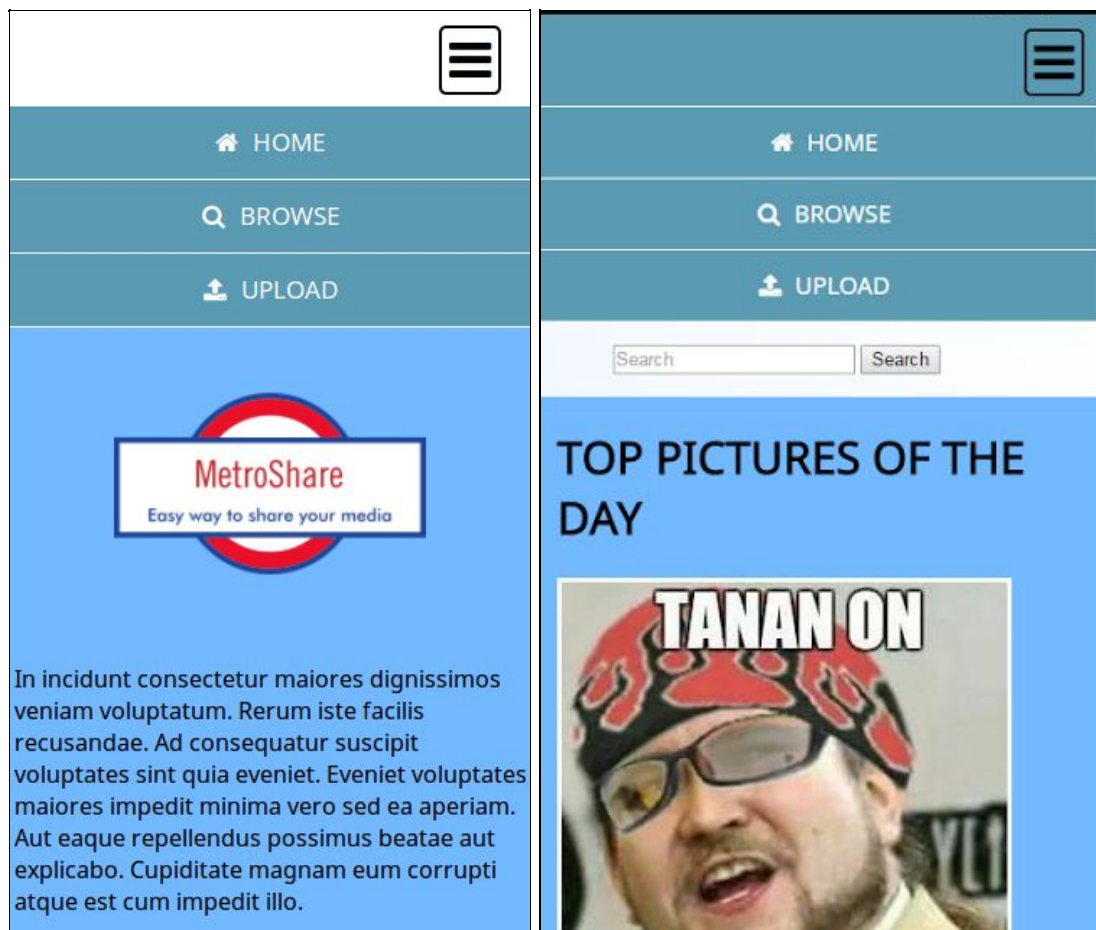 HOME
BROWSE
UPLOAD
MetroShare
Easy way to share your media
In incidunt consectetur maiores dignissimos
veniam voluptatum. Rerum iste facilis
recusandae. Ad consequatur suscipit
voluptates sint quia eveniet. Eveniet voluptates
maiores impedit minima vero sed ea aperiam.
Aut eaque repellendus possimus beatae aut
explicabo. Cupiditate magnam eum corrupti
atque est cum impedit illo.
HOME
BROWSE
UPLOAD
Search Search
TOP PICTURES OF THE
DAY
TANAN ON